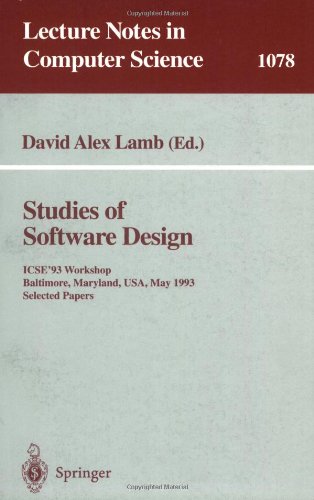 Lecture Notes in
Computer Science 1078
David Alex Lamb (Ed.)
Studies of
Software Design
ICSE'93 Workshop
Baltimore, Maryland, USA, May 1993
Selected Papers
Springer